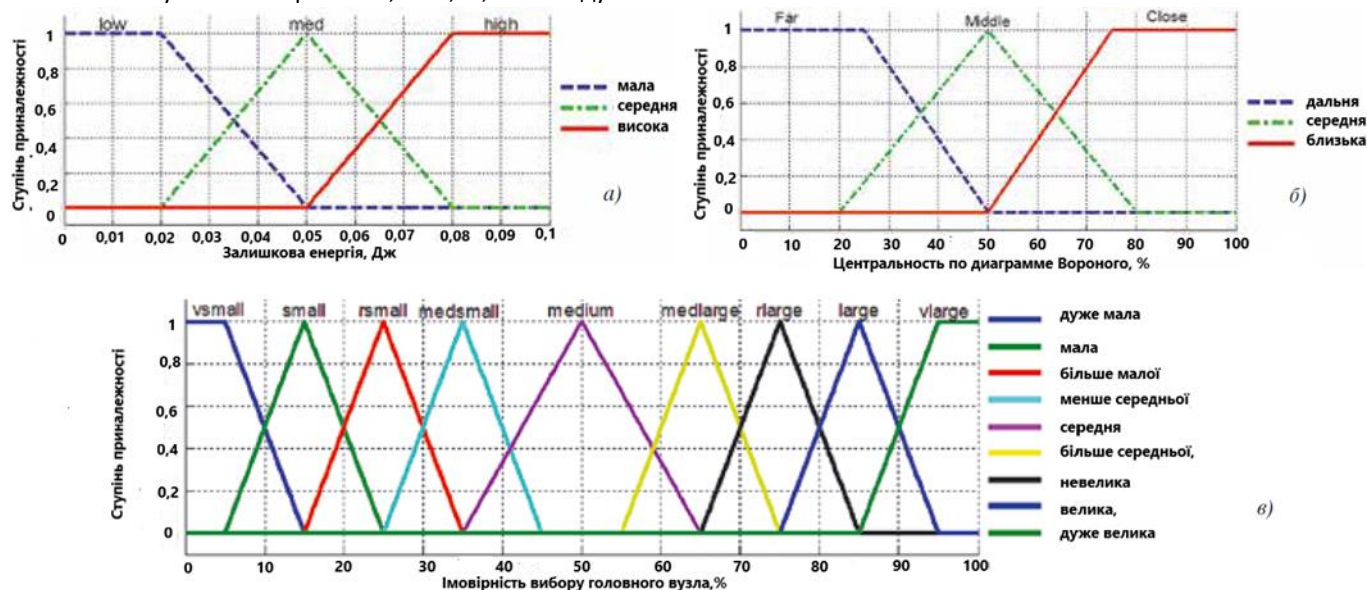 low med high
1
0,8
0,6
0,4
0,2
0
Ступінь приналежності
0 0,01 0,02 0,03 0,04 0,05 0,06 0,07 0,08 0,09 0,1
Залишкова енергія, Дж
мала
середня
висока
а)
Far Middle Close
1
0,8
0,6
0,4
0,2
0
Ступінь приналежності
0 10 20 30 40 50 60 70 80 90 100
Центральность по диаграмме Вороного, %
дальня
середня
близька
б)
vsmall small rsmall medsmall medium medlarge rlarge large vlarge
1
0,8
0,6
0,4
0,2
0
Ступінь приналежності
0 10 20 30 40 50 60 70 80 90 100
Імовірність вибору головного вузла,%
дуже мала
мала
більше малої
менше середньої
середня
більше середньої,
невелика
велика,
дуже велика
в)